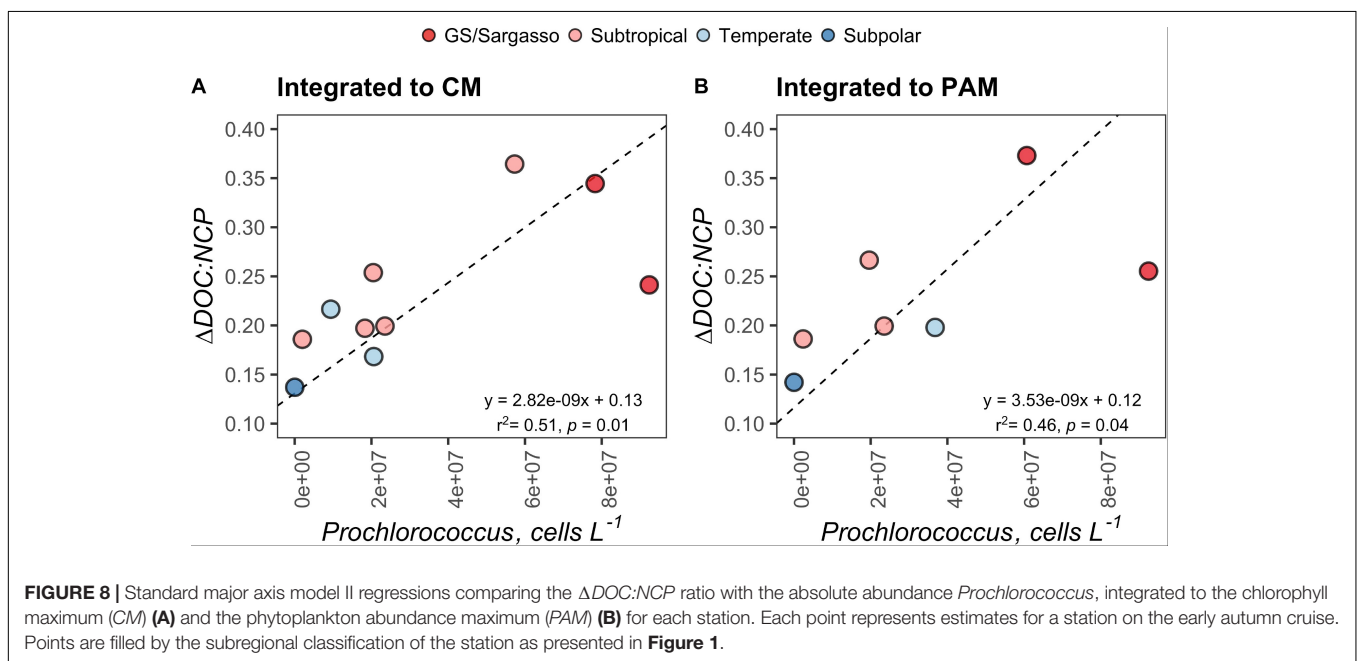 GS/Sargasso Subtropical Temperate Subpolar
A Integrated to CM
0.40
0.35
0.30
0.25
0.20
0.15
0.10
ΔDOC:NCP
y = 2.82e-09x + 0.13
r2= 0.51, p = 0.01
0e+00 2e+07 4e+07 6e+07 8e+07
Prochlorococcus, cells L-1
B Integrated to PAM
0.40
0.35
0.30
0.25
0.20
0.15
0.10
ΔDOC:NCP
y = 3.53e-09x + 0.12
r2= 0.46, p = 0.04
0e+00 2e+07 4e+07 6e+07 8e+07
Prochlorococcus, cells L-1
FIGURE 8 | Standard major axis model II regressions comparing the ΔDOC:NCP ratio with the absolute abundance Prochlorococcus, integrated to the chlorophyll
maximum (CM) (A) and the phytoplankton abundance maximum (PAM) (B) for each station. Each point represents estimates for a station on the early autumn cruise.
Points are filled by the subregional classification of the station as presented in Figure 1.